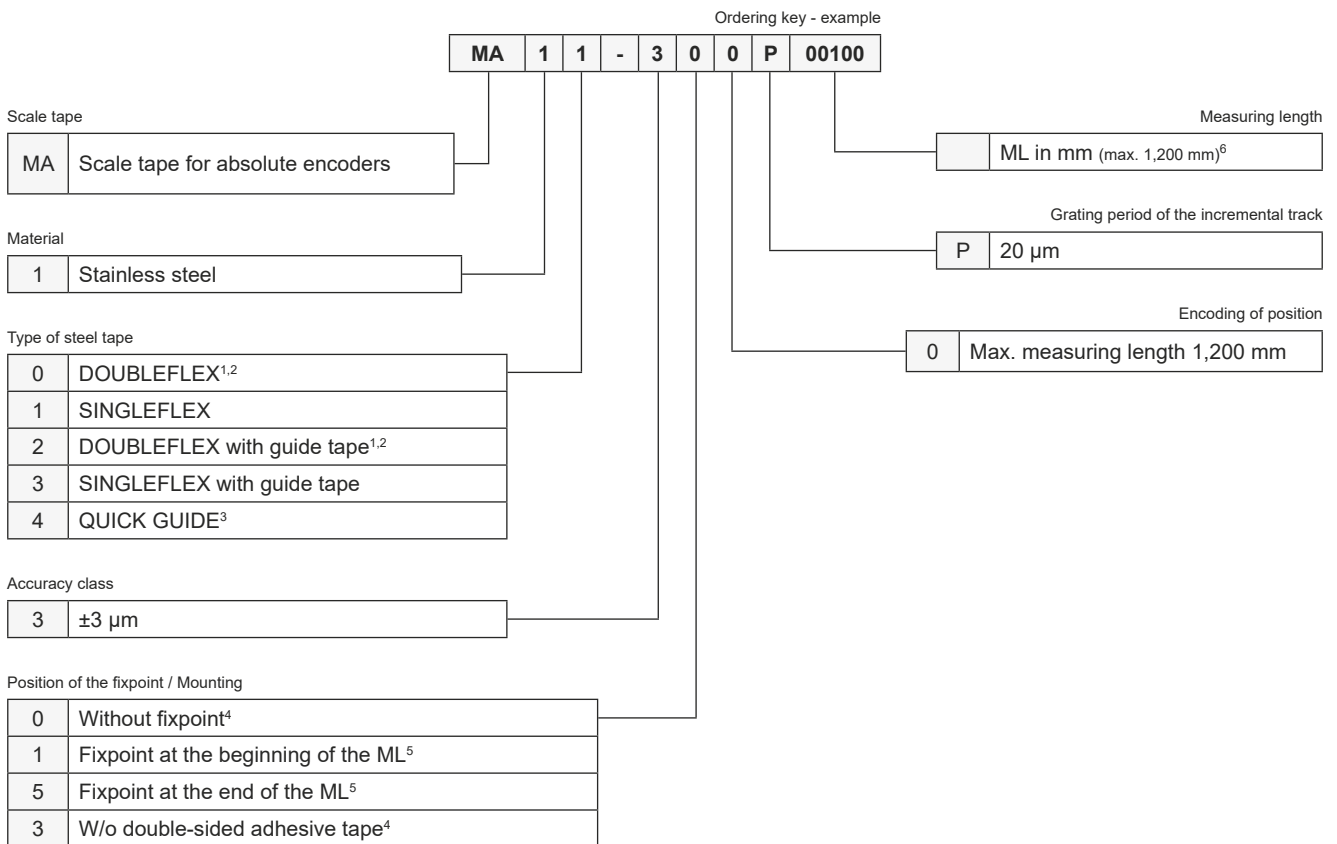 Ordering key - example
MA 1 1 - 3 0 0 P 00100
Scale tape
MA Scale tape for absolute encoders
Material
1 Stainless steel
Type of steel tape
0 DOUBLEFLEX1,2
1 SINGLEFLEX
2 DOUBLEFLEX with guide tape1,2
3 SINGLEFLEX with guide tape
4 QUICK GUIDE3
Accuracy class
3 ±3 µm
Position of the fixpoint / Mounting
0 Without fixpoint4
1 Fixpoint at the beginning of the ML5
5 Fixpoint at the end of the ML5
3 W/o double-sided adhesive tape4
Measuring length
ML in mm (max. 1,200 mm)6
Grating period of the incremental track
P 20 µm
Encoding of position
0 Max. measuring length 1,200 mm